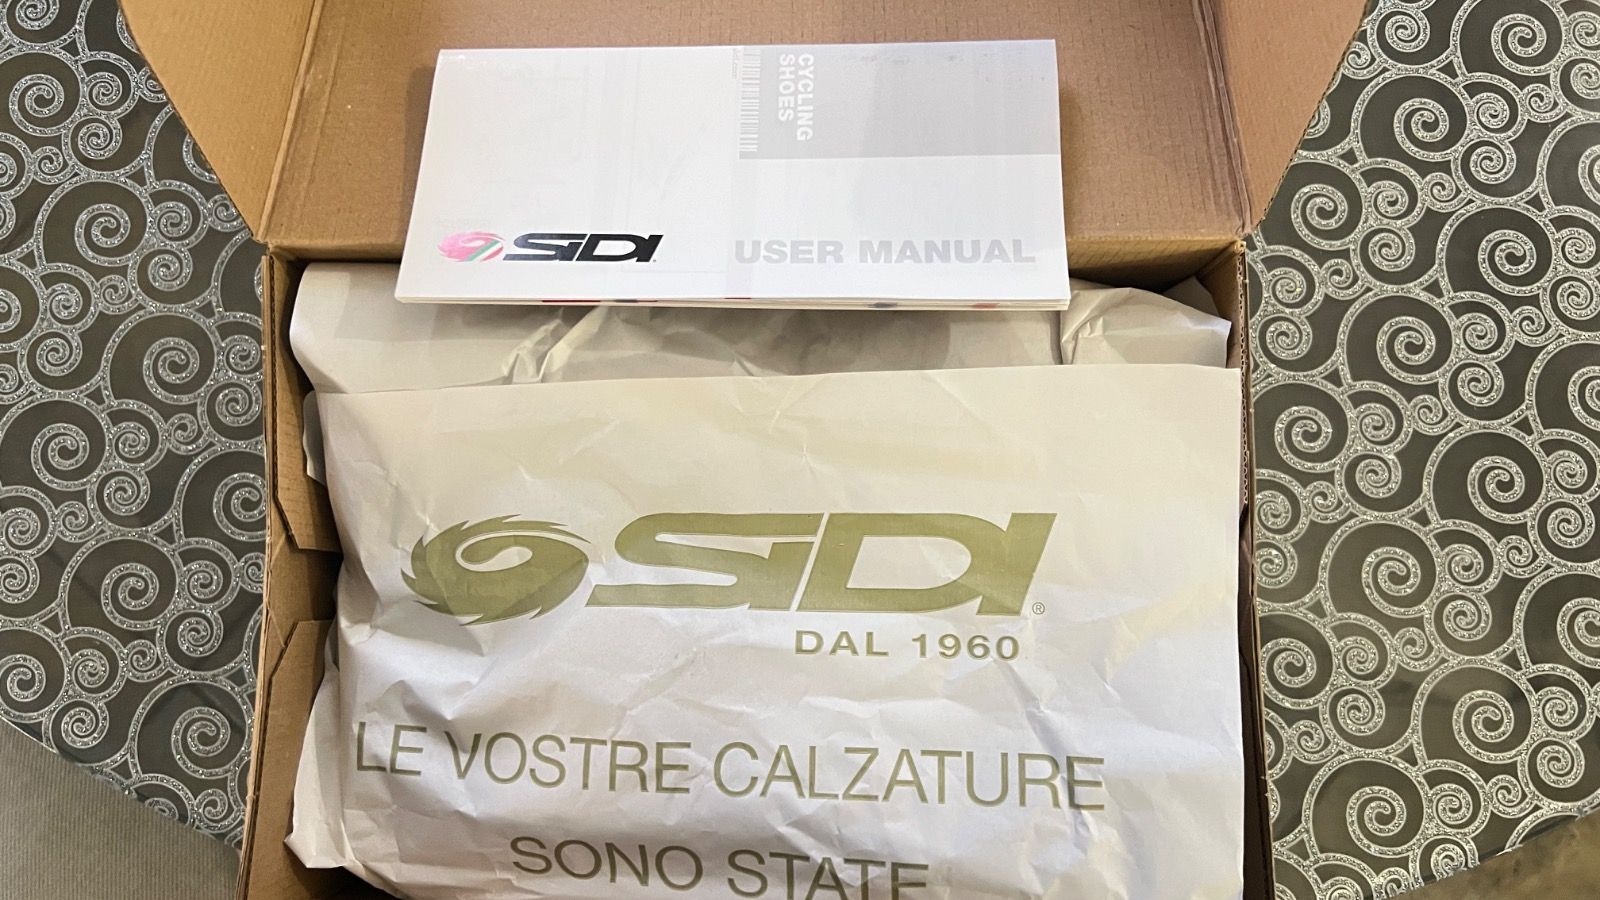 CYCLING
SHOES
SIDI
USER MANUAL
SIDI®
DAL 1960
LE VOSTRE CALZATURE
SONO STATE